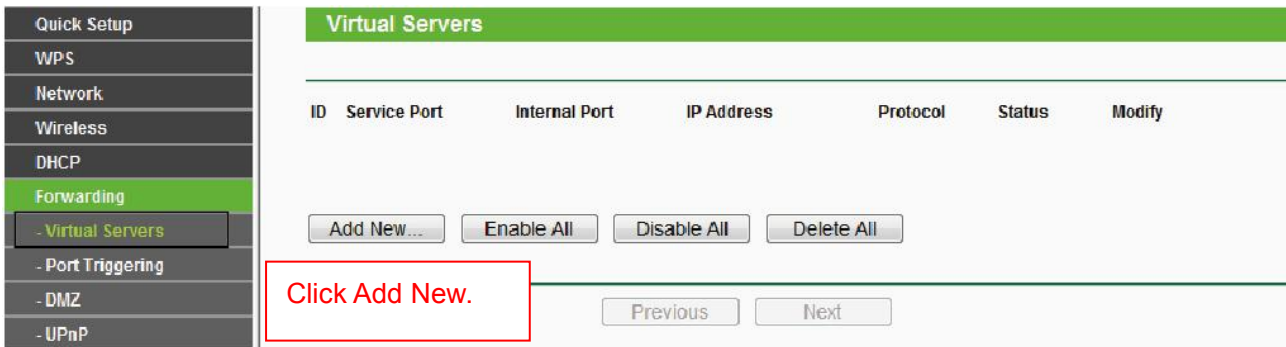 Quick Setup
WPS
Network
Wireless
DHCP
Forwarding
- Virtual Servers
- Port Triggering
- DMZ
- UPnP
Virtual Servers
ID Service Port Internal Port IP Address Protocol Status Modify
Add New... Enable All Disable All Delete All
Click Add New.
Previous Next